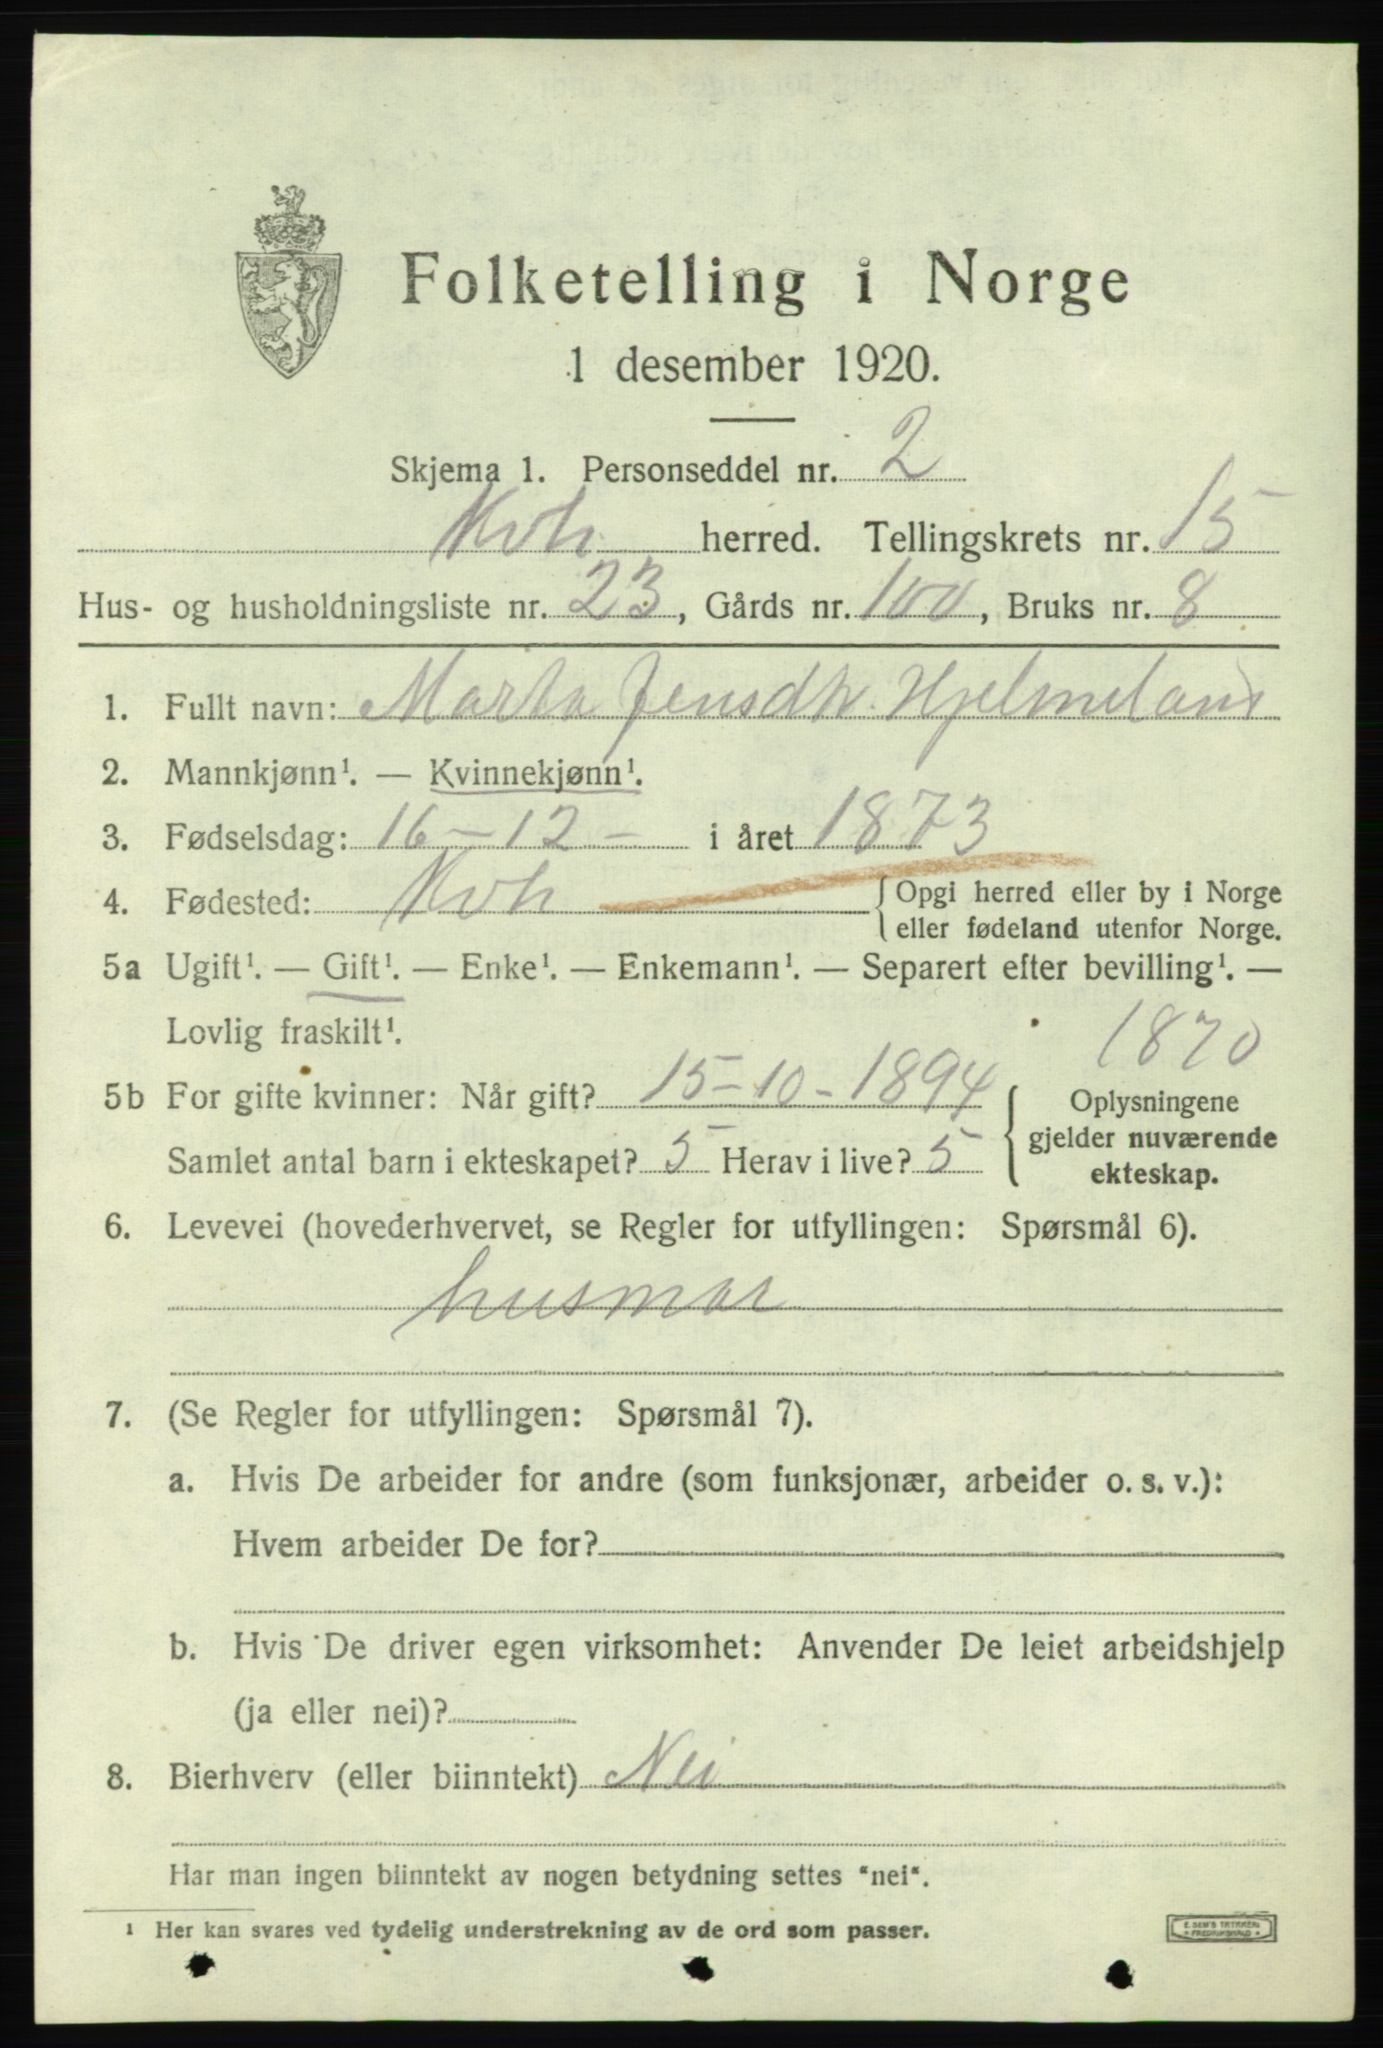 Folketelling i Norge
1 desember 1920.
Skjema 1. Personseddel nr. 2
Kvh herred. Tellingskrets nr. 15
Hus- og husholdningsliste nr. 23, Gårds nr. 100, Bruks nr. 8
1. Fullt navn: Marta Jensdtr. Hjelmeland
2. Mannkjønn¹. — Kvinnekjønn¹.
3. Fødselsdag: 16 - 12 - i året 1873
4. Fødested: Kvh { Opgi herred eller by i Norge
eller fødeland utenfor Norge.
5a Ugift¹. — Gift¹. — Enke¹. — Enkemann¹. — Separert efter bevilling¹. —
Lovlig fraskilt¹. 1870
5b For gifte kvinner: Når gift? 15-10-1894 { Oplysningene
gjelder nuværende
Samlet antal barn i ekteskapet? 5 Herav i live? 5
ekteskap.
6. Levevei (hovederhvervet, se Regler for utfyllingen: Spørsmål 6).
husmor
7. (Se Regler for utfyllingen: Spørsmål 7).
a. Hvis De arbeider for andre (som funksjonær, arbeider o. s. v.):
Hvem arbeider De for?
b. Hvis De driver egen virksomhet: Anvender De leiet arbeidshjelp
(ja eller nei)?
8. Bierhverv (eller biinntekt) Nei
Har man ingen biinntekt av nogen betydning settes "nei".
¹ Her kan svares ved tydelig understrekning av de ord som passer.
E. SEM'S TRYKKERI
FREDRIKSHALD